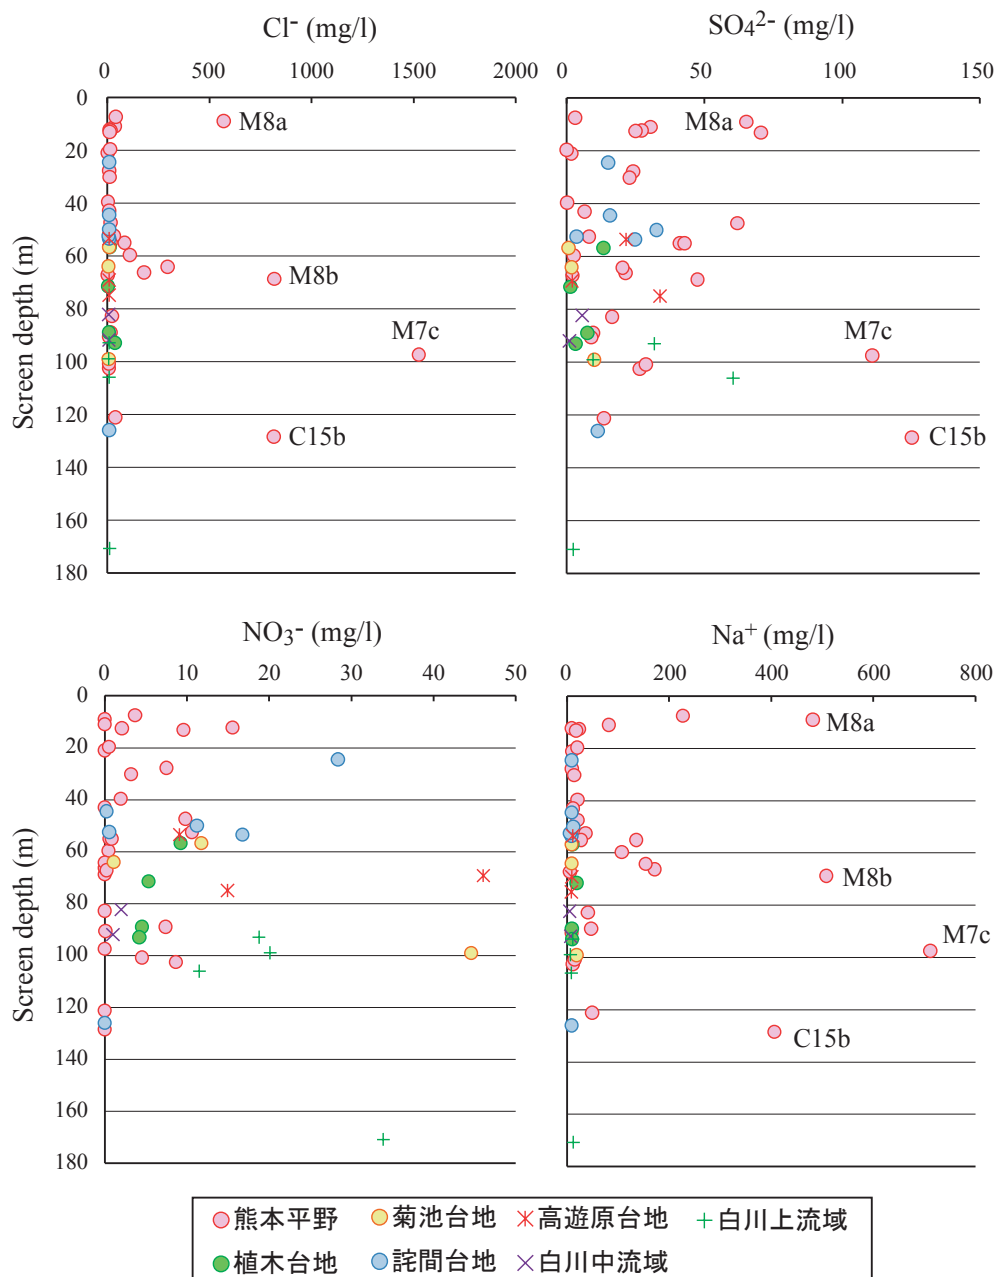 Cl- (mg/l)
SO42- (mg/l)
0 500 1000 1500 2000
0 50 100 150
0
20
40
60
80
100
120
140
160
180
Screen depth (m)
M8a
M8b
M7c
C15b
M8a
M7c
C15b
NO3- (mg/l)
Na+ (mg/l)
0 10 20 30 40 50
0 200 400 600 800
0
20
40
60
80
100
120
140
160
180
Screen depth (m)
M8a
M8b
M7c
C15b
熊本平野 菊池台地 高遊原台地 白川上流域
植木台地 詫間台地 白川中流域